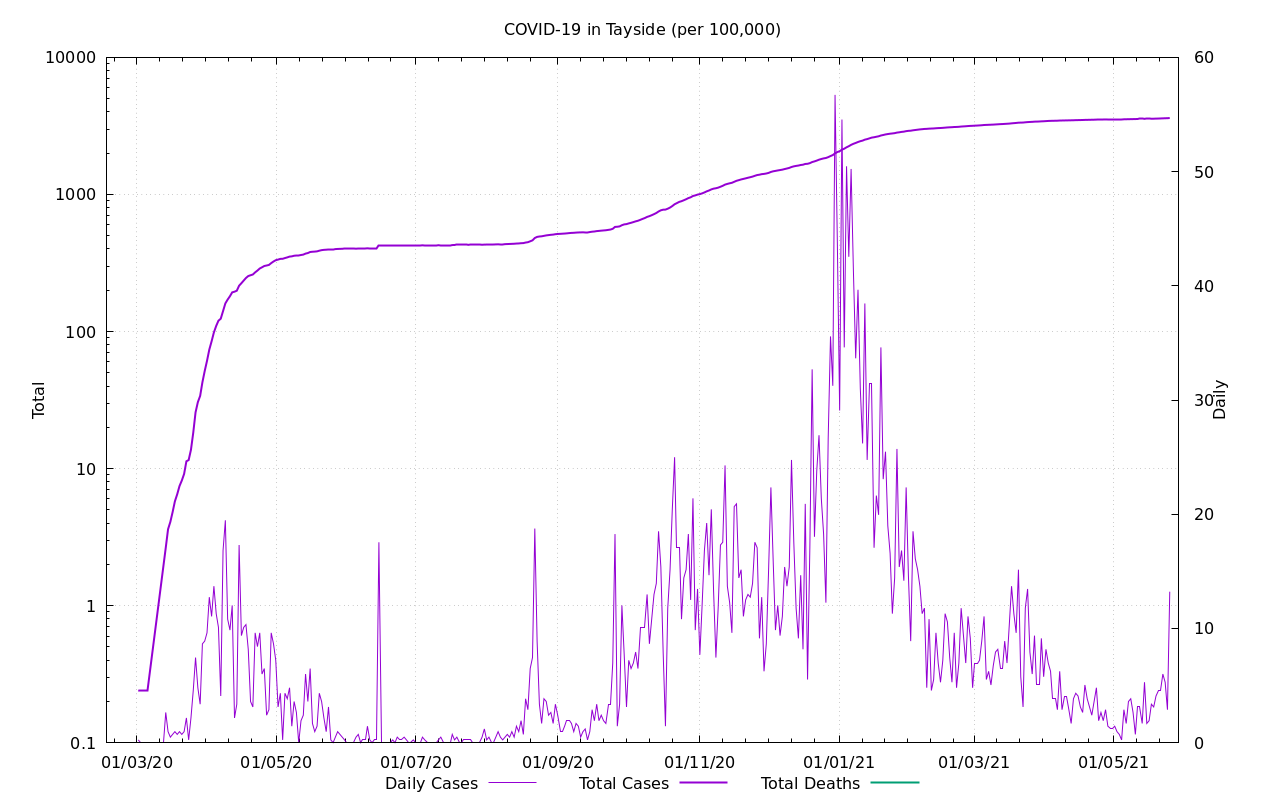 COVID-19 in Tayside (per 100,000)
10000
1000
100
10
1
0.1
Total
60
50
40
30
20
10
0
Daily
01/03/20 01/05/20 01/07/20 01/09/20 01/11/20 01/01/21 01/03/21 01/05/21
Daily Cases Total Cases Total Deaths